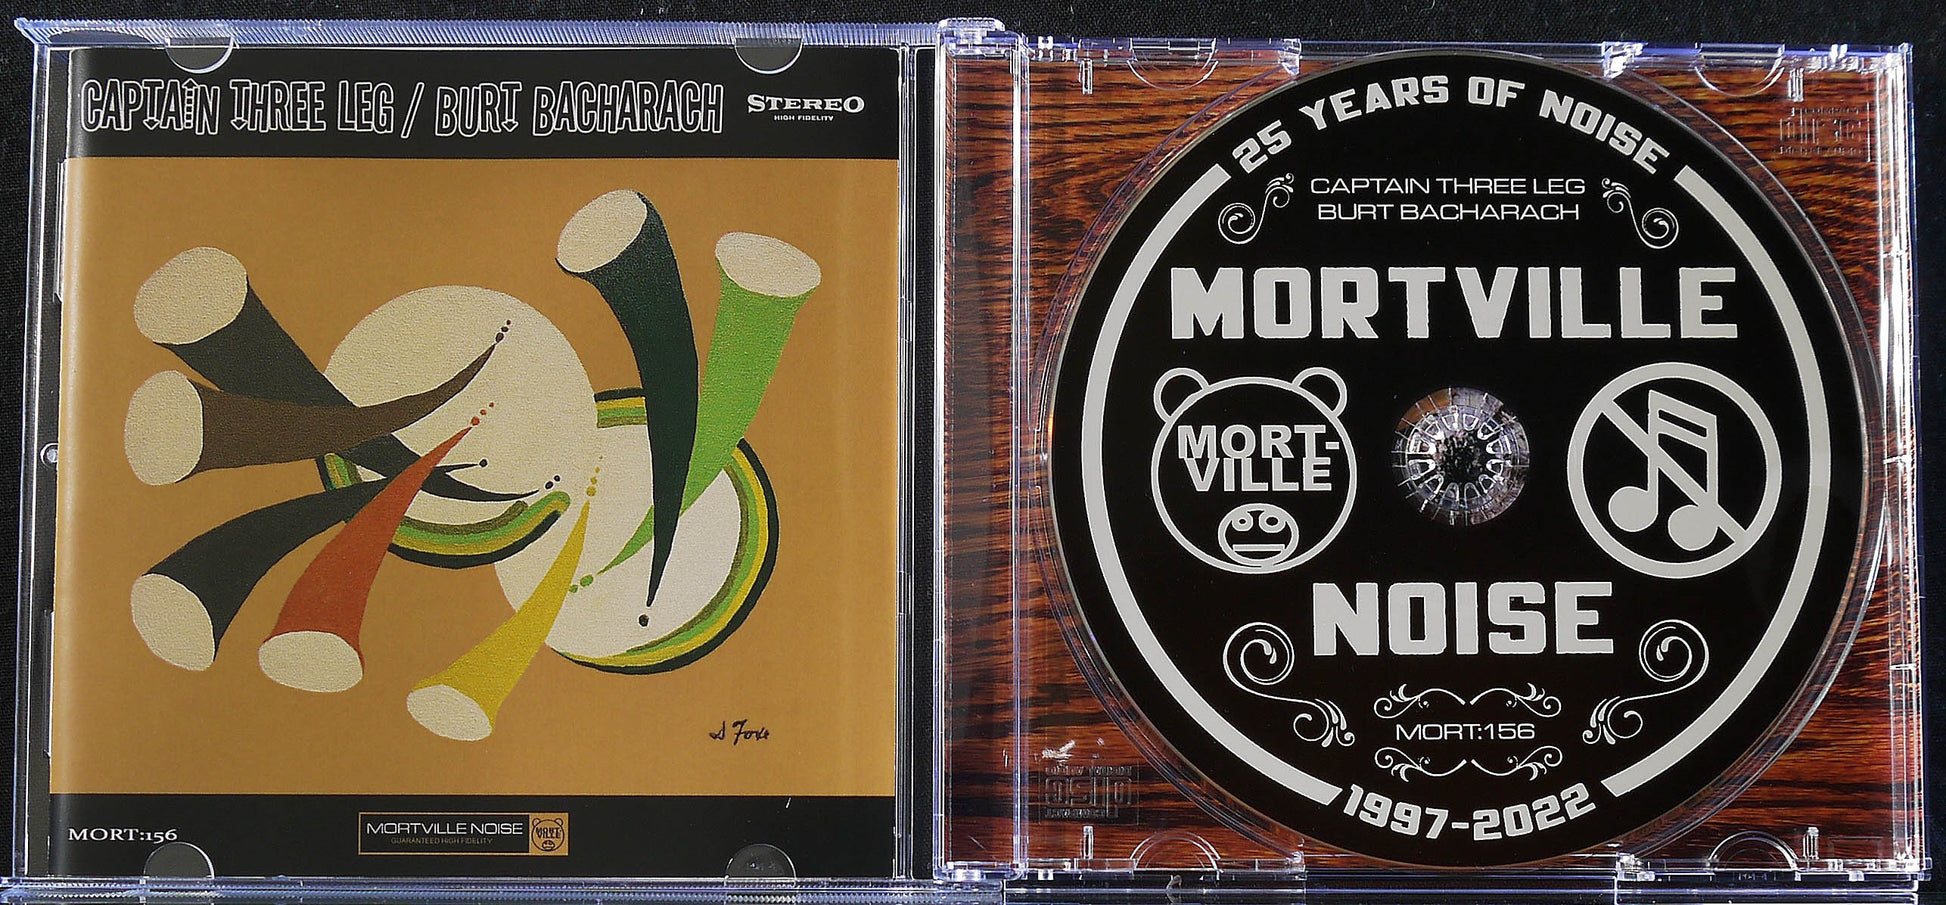 CAPTAIN THREE LEG / BURT BACHARACH
STEREO
HIGH FIDELITY
MORT:156
MORTVILLE NOISE
GUARANTEED HIGH FIDELITY
25 YEARS OF NOISE
CAPTAIN THREE LEG
BURT BACHARACH
MORTVILLE
MORT-
VILLE
NOISE
MORT:156
1997-2022